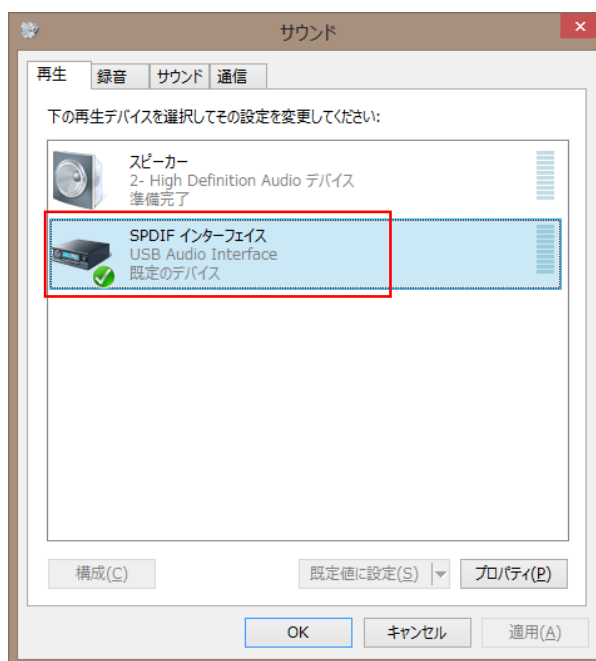 サウンド
再生 録音 サウンド 通信
下の再生デバイスを選択してその設定を変更してください:
スピーカー
2- High Definition Audio デバイス
準備完了
SPDIF インターフェイス
USB Audio Interface
既定のデバイス
構成(C) 既定値に設定(S) プロパティ(P)
OK キャンセル 適用(A)